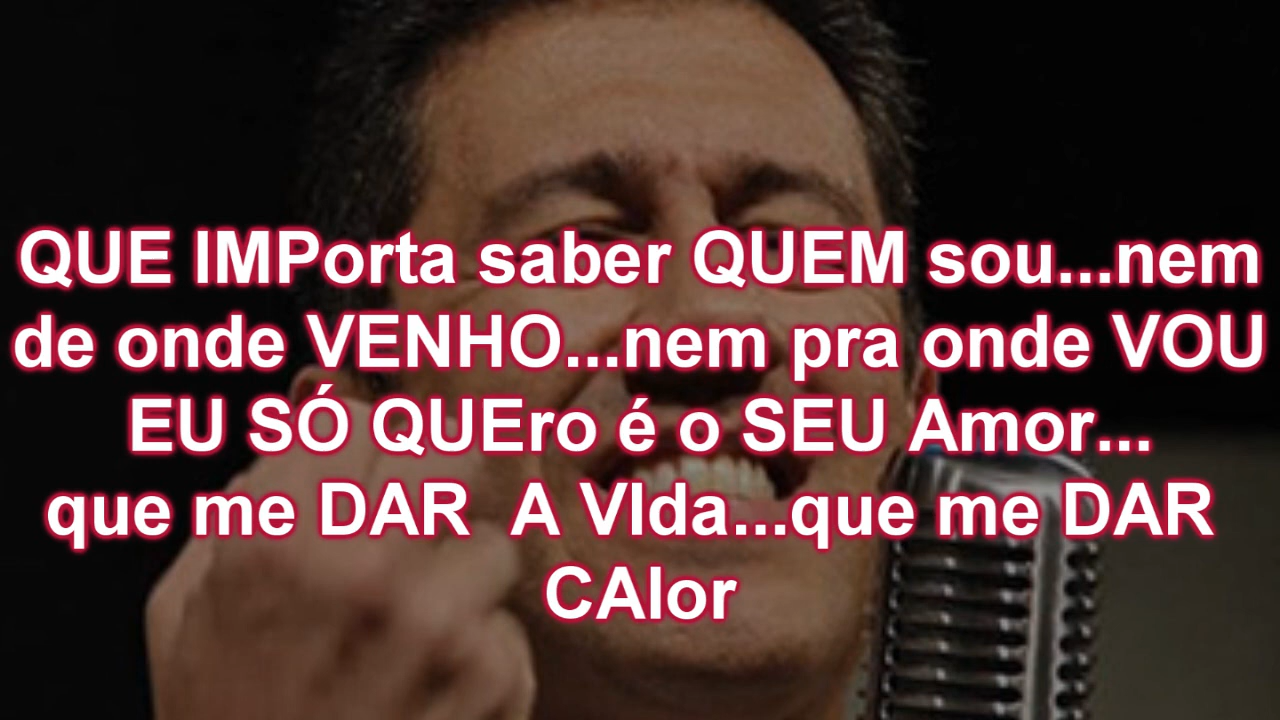 QUE IMPorta saber QUEM sou...nem
de onde VENHO...nem pra onde VOU
EU SÓ QUEro é o SEU Amor...
que me DAR  A VIda...que me DAR
CAlor